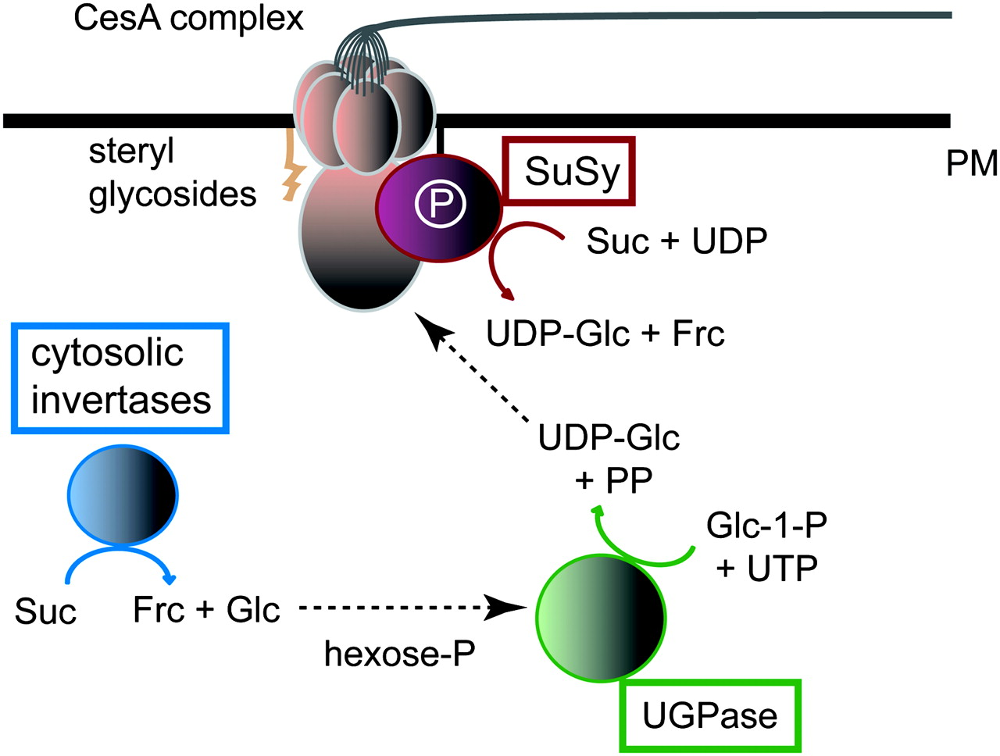 CesA complex
steryl
glycosides
PM
SuSy
P
Suc + UDP
UDP-Glc + Frc
cytosolic
invertases
UDP-Glc
+ PP
Glc-1-P
+ UTP
Suc
Frc + Glc
hexose-P
UGPase